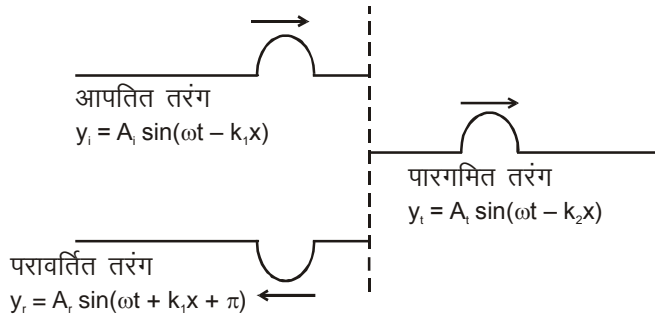 आपतित तरंग
yᵢ = Aᵢ sin(ωt – k₁x)
पारगमित तरंग
yₜ = Aₜ sin(ωt – k₂x)
परावर्तित तरंग
yᵣ = Aᵣ sin(ωt + k₁x + π)